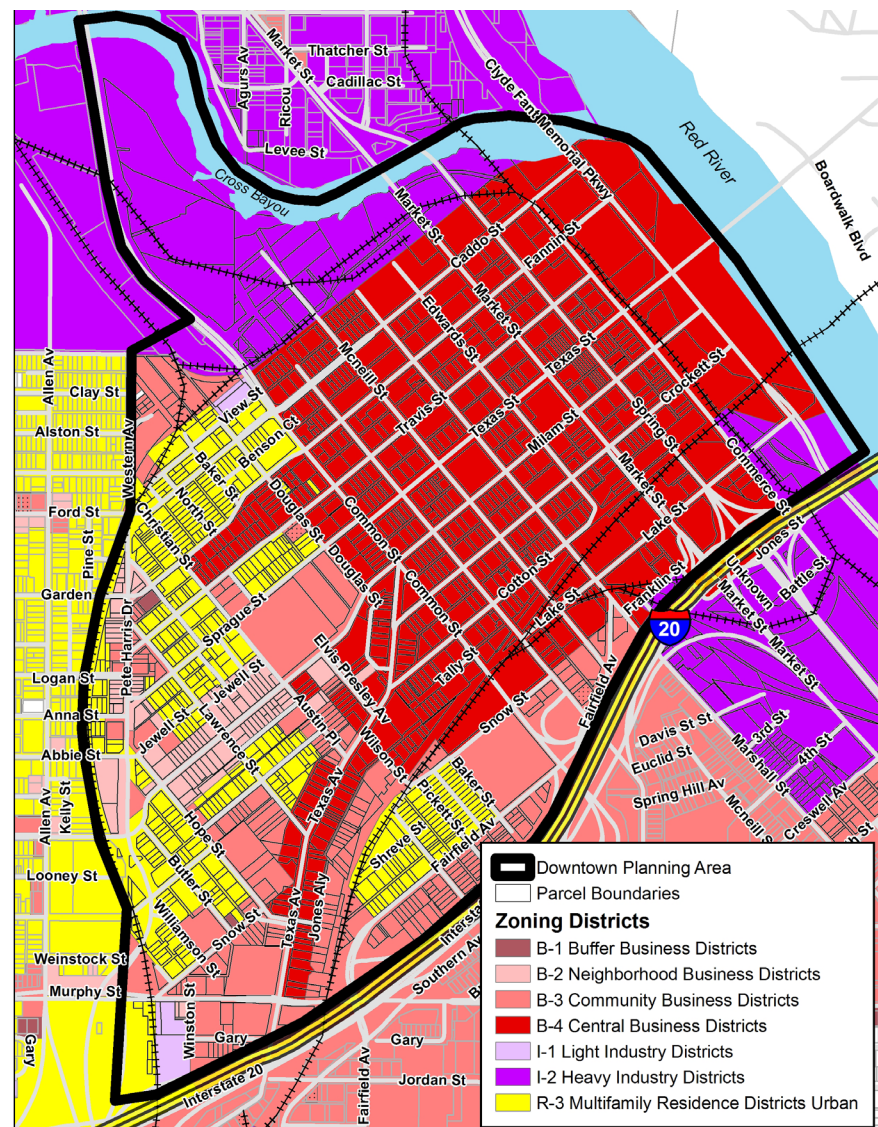 Thatcher St
Cadillac St
Market St
Agurs Av
Ricou
Levee St
Clyde Fant Memorial Pkwy
Red River
Boardwalk Blvd
Cross Bayou
Market St
Caddo St
Fannin St
Edwards St
Market St
Mcneill St
Texas St
Crockett St
Allen Av
Clay St
View St
Travis St
Texas St
Milam St
Spring St
Alston St
Western Av
Benson Ct
Baker St
Commerce St
Market St
Ford St
Pine St
Christian St
North St
Douglas St
Common St
Lake St
Jones St
Garden
Sprague St
Douglas St
Common St
Cotton St
Lake St
Franklin St
Unknown
Battle St
Market St
20
Pete Harris Dr
Elvis Presley Av
Tally St
Fairfield Av
Market St
Logan St
Jewell St
Anna St
Jewell St
Lawrence St
Austin Pl
Snow St
Davis St St
3rd St
Abbie St
Wilson St
Euclid St
Marshall St
4th St
Allen Av
Kelly St
Texas Av
Baker St
Pickett St
Spring Hill Av
Mcneill St
Creswell Av
Hope St
Shreve St
Fairfield Av
Looney St
Butler St
Williamson St
Snow St
Texas Av
Jones Aly
Interstate
Southern Av
Weinstock St
Murphy St
Winston St
Gary
Gary
Gary
Interstate 20
Fairfield Av
Jordan St
Downtown Planning Area
Parcel Boundaries
Zoning Districts
B-1 Buffer Business Districts
B-2 Neighborhood Business Districts
B-3 Community Business Districts
B-4 Central Business Districts
I-1 Light Industry Districts
I-2 Heavy Industry Districts
R-3 Multifamily Residence Districts Urban